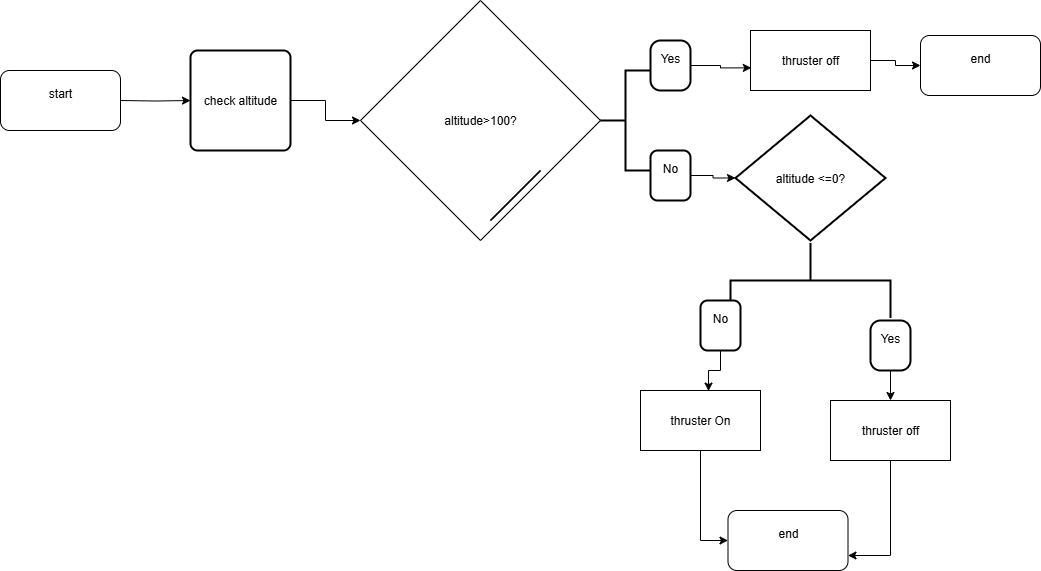 start
check altitude
altitude>100?
Yes
thruster off
end
No
altitude <=0?
No
Yes
thruster On
thruster off
end